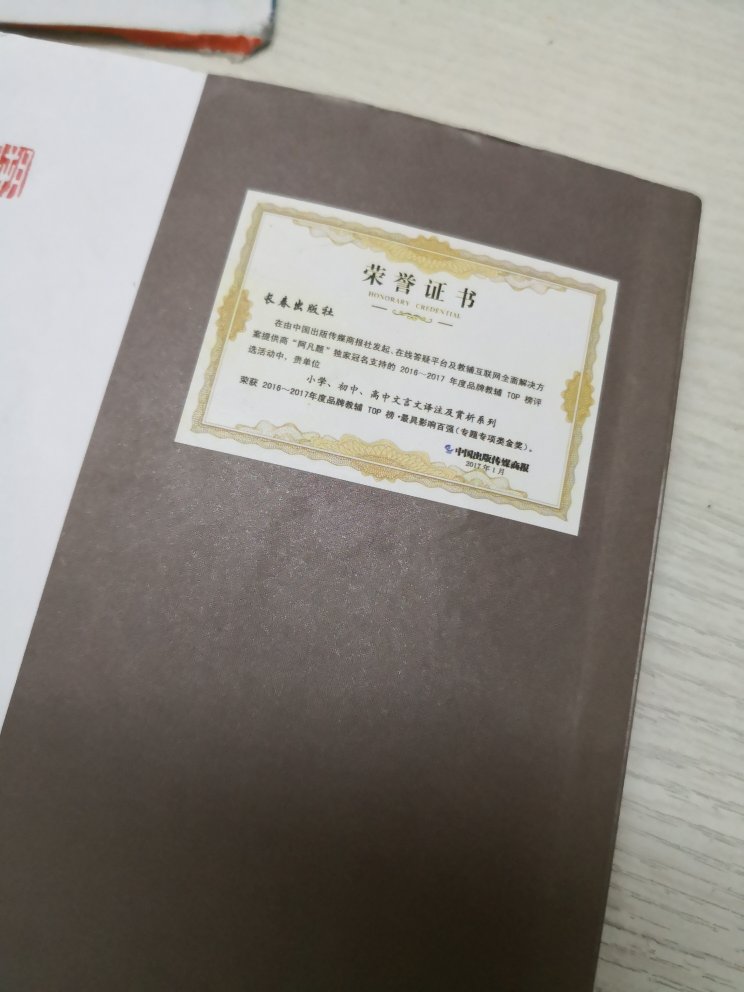 荣誉证书
HONORARY CREDENTIAL
长春出版社
在由中国出版传媒商报社发起、在线答疑平台及教辅互联网全面解决方
案提供商“阿凡题”独家冠名支持的 2016～2017 年度品牌教辅 TOP 榜评
选活动中，贵单位
小学、初中、高中文言文译注及赏析系列
荣获 2016～2017年度品牌教辅 TOP 榜·最具影响百强（专题专项类金奖）。
中国出版传媒商报
2017年1月